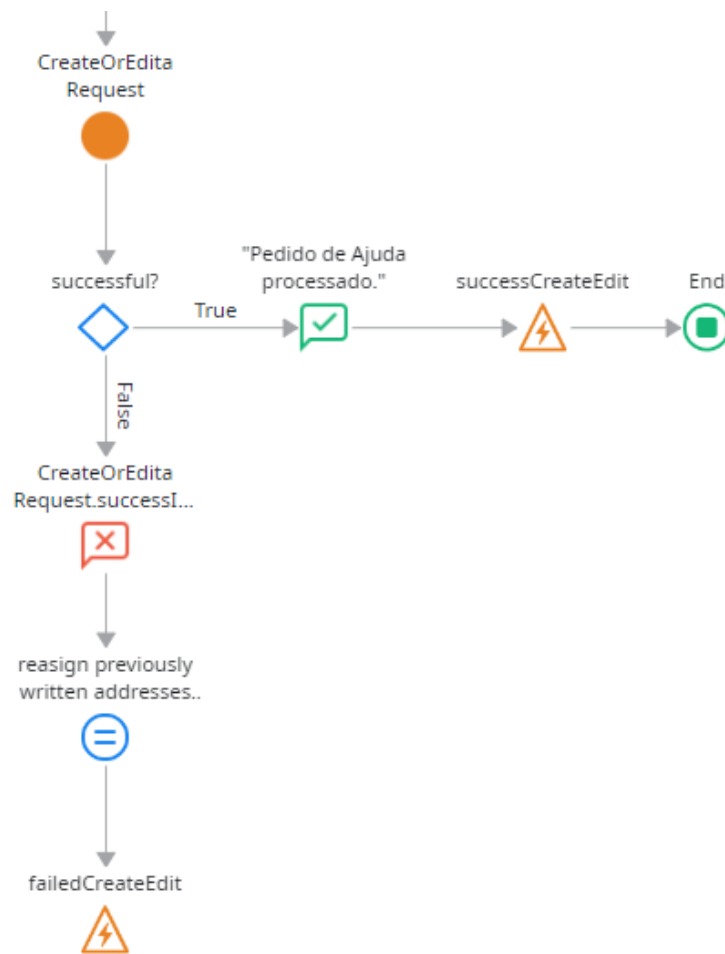 CreateOrEdita
Request
"Pedido de Ajuda
processado."
successful?
successCreateEdit
End
True
False
CreateOrEdita
Request.successI...
reasign previously
written addresses..
failedCreateEdit